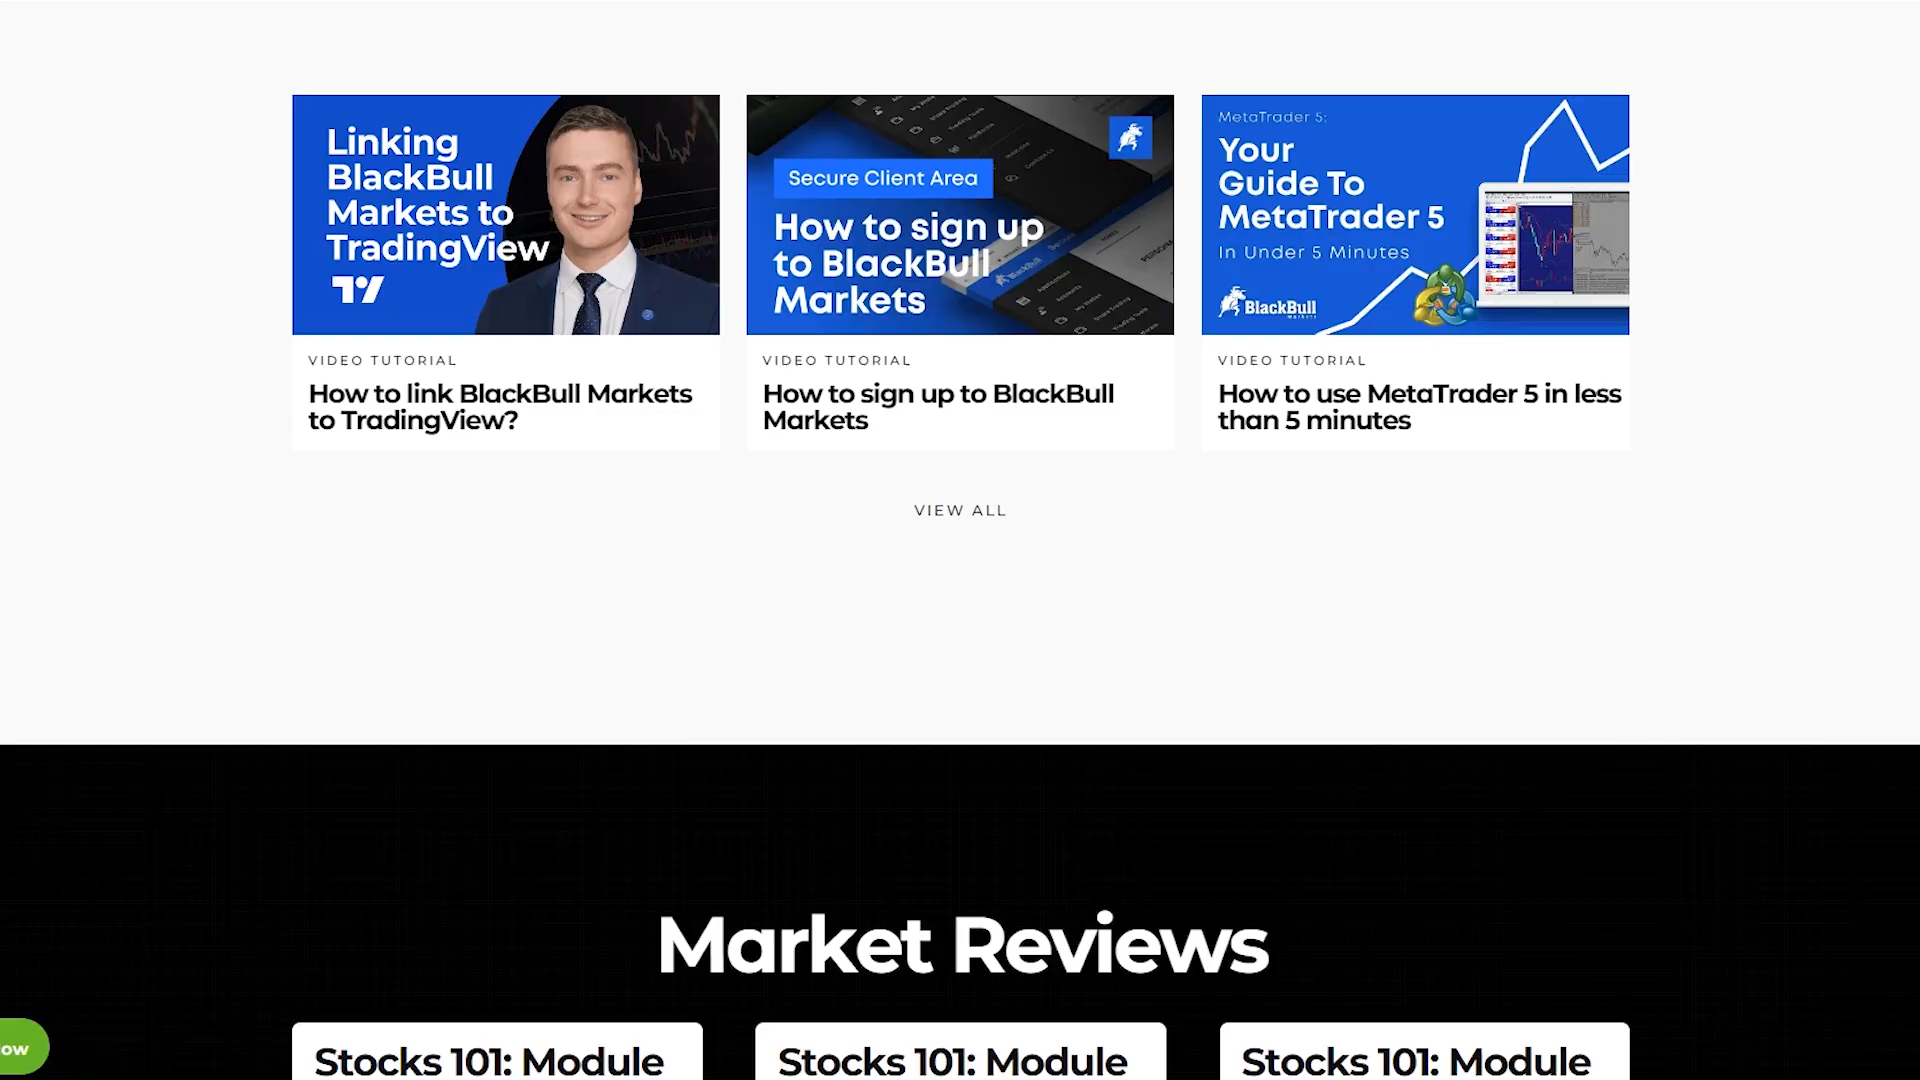 Linking
BlackBull
Markets to
TradingView
VIDEO TUTORIAL
How to link BlackBull Markets
to TradingView?
Secure Client Area
How to sign up
to BlackBull
Markets
VIDEO TUTORIAL
How to sign up to BlackBull
Markets
MetaTrader 5:
Your
Guide To
MetaTrader 5
In Under 5 Minutes
BlackBull
markets
VIDEO TUTORIAL
How to use MetaTrader 5 in less
than 5 minutes
VIEW ALL
Market Reviews
Stocks 101: Module
Stocks 101: Module
Stocks 101: Module